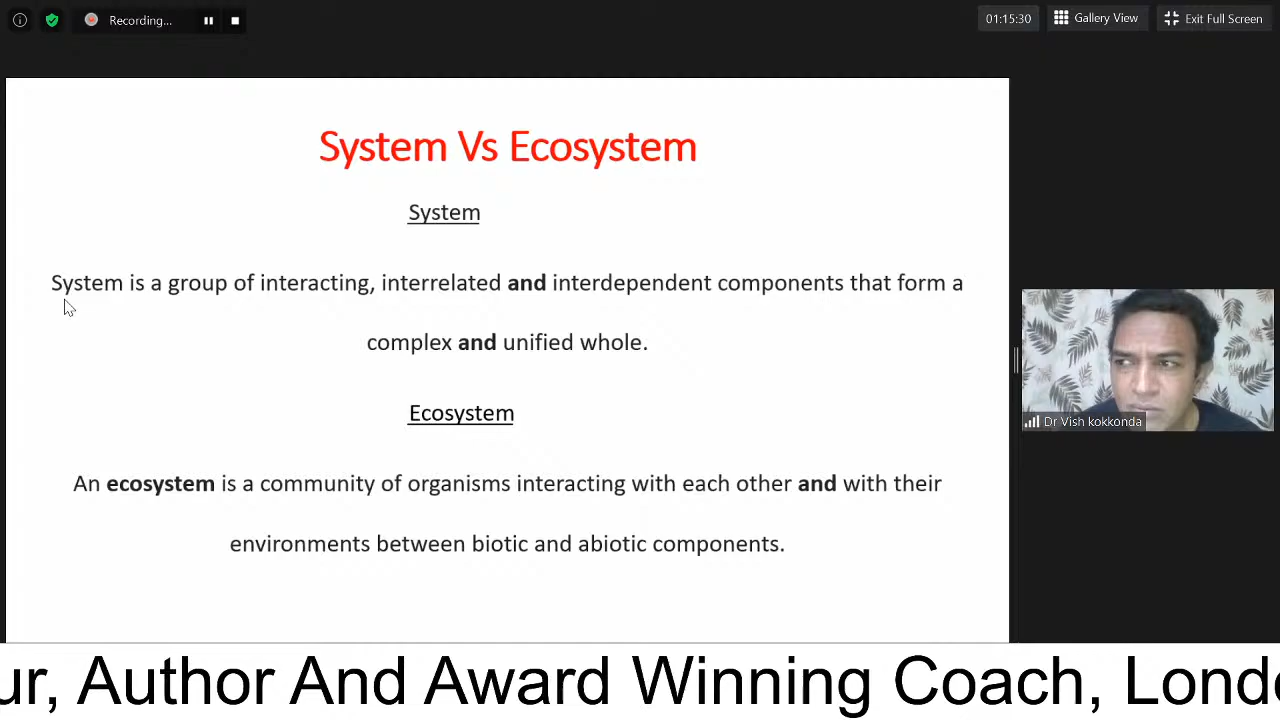 Recording...
01:15:30
Gallery View
Exit Full Screen
System Vs Ecosystem
System
System is a group of interacting, interrelated and interdependent components that form a
complex and unified whole.
Ecosystem
An ecosystem is a community of organisms interacting with each other and with their
environments between biotic and abiotic components.
Dr Vish kokkonda
ur, Author And Award Winning Coach, Londo